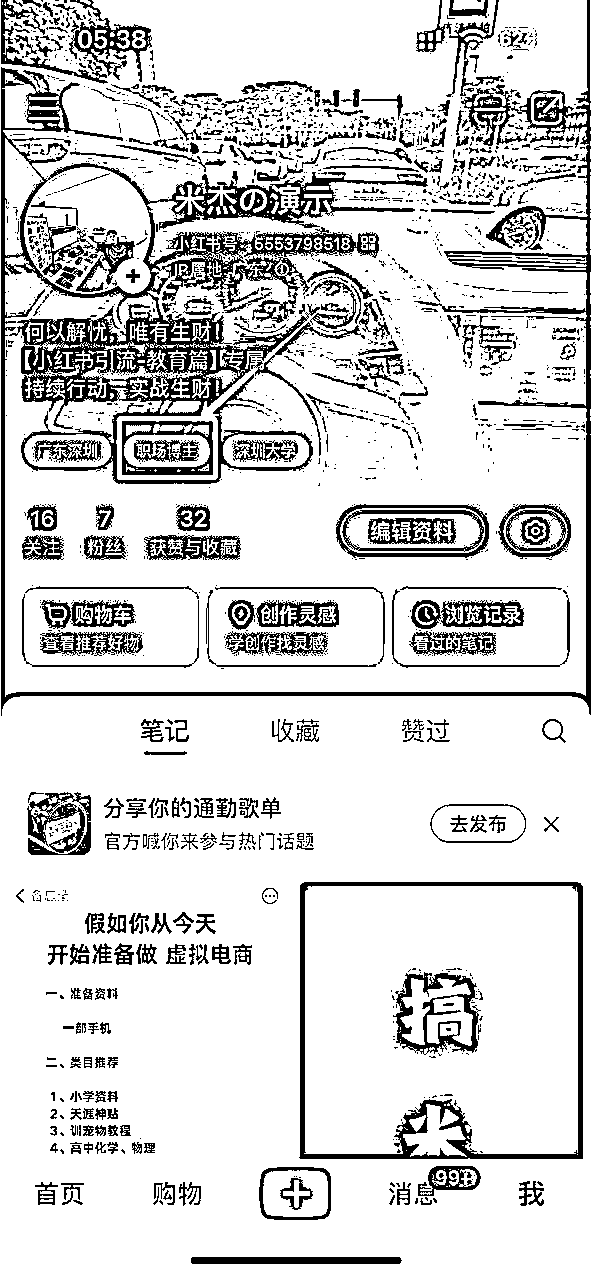 05:38
62
米杰の演示
小红书号：5553798518
IP属地：广东
何以解忧，唯有生财！
【小红书引流-教育篇】专属
持续行动，实战生财！
广东深圳 职场博主 深圳大学
16 7 32
关注 粉丝 获赞与收藏
编辑资料
购物车 创作灵感 浏览记录
查看推荐好物 学创作找灵感 看过的笔记
笔记 收藏 赞过
分享你的通勤歌单
官方喊你来参与热门话题
去发布
备忘录
假如你从今天
开始准备做 虚拟电商
一、准备资料
一部手机
二、类目推荐
1、小学资料
2、天涯神贴
3、训宠物教程
4、高中化学、物理
搞
米
首页 购物 消息 99+ 我